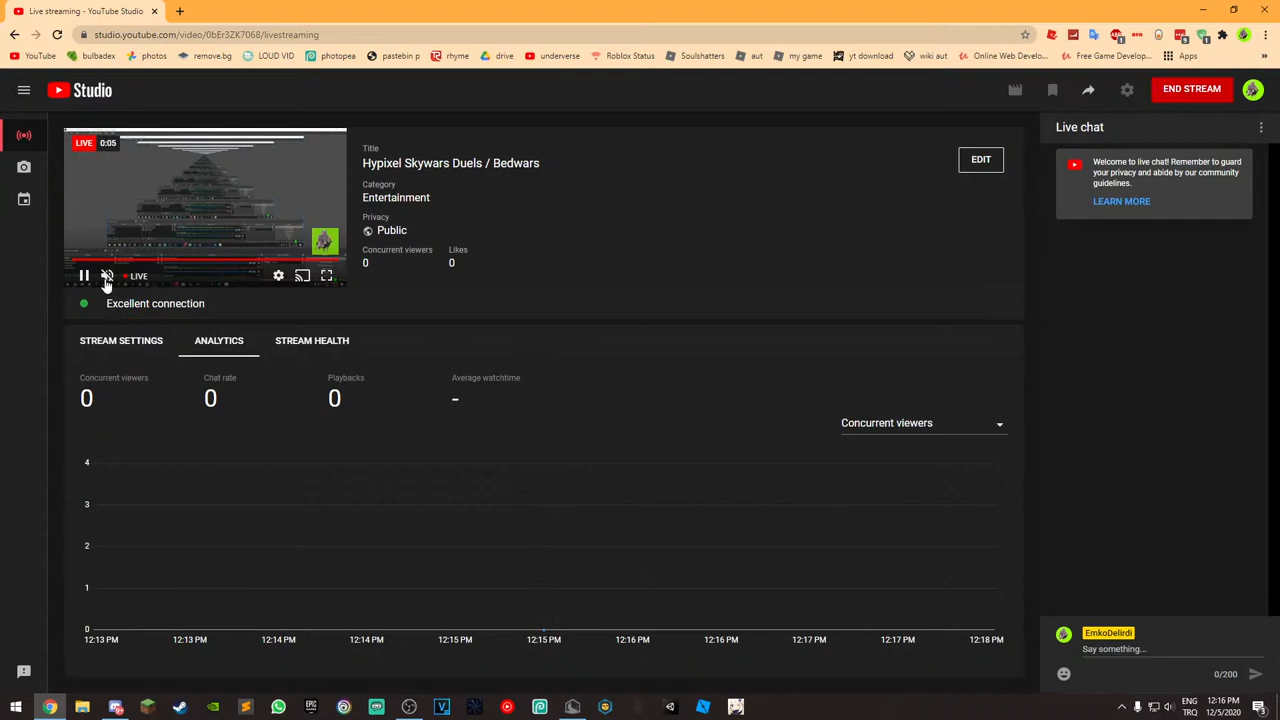 Live streaming - YouTube Studio
studio.youtube.com/video/0bEr3ZK7068/livestreaming
YouTube bulbadex photos remove.bg LOUD VID photopea pastebin p rhyme drive underverse Roblox Status Soulshatters aut my game yt download wiki aut Online Web Develo... Free Game Develop... Apps
Studio
END STREAM
LIVE 0:05
LIVE
Excellent connection
Title
Hypixel Skywars Duels / Bedwars
Category
Entertainment
Privacy
Public
Concurrent viewers Likes
0 0
EDIT
STREAM SETTINGS ANALYTICS STREAM HEALTH
Concurrent viewers Chat rate Playbacks Average watchtime
0 0 0 -
Concurrent viewers
4
3
2
1
0
12:13 PM 12:13 PM 12:14 PM 12:14 PM 12:15 PM 12:15 PM 12:16 PM 12:16 PM 12:17 PM 12:17 PM 12:18 PM
Live chat
Welcome to live chat! Remember to guard
your privacy and abide by our community
guidelines.
LEARN MORE
EmkoDelirdi
Say something...
0/200
ENG 12:16 PM
TRQ 12/5/2020